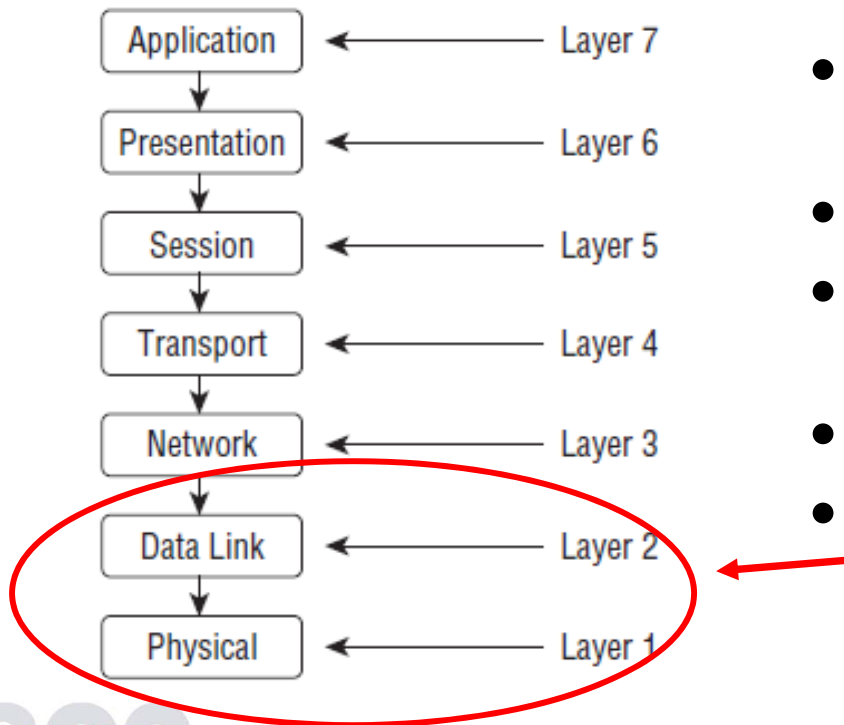 Application Layer 7
Presentation Layer 6
Session Layer 5
Transport Layer 4
Network Layer 3
Data Link Layer 2
Physical Layer 1